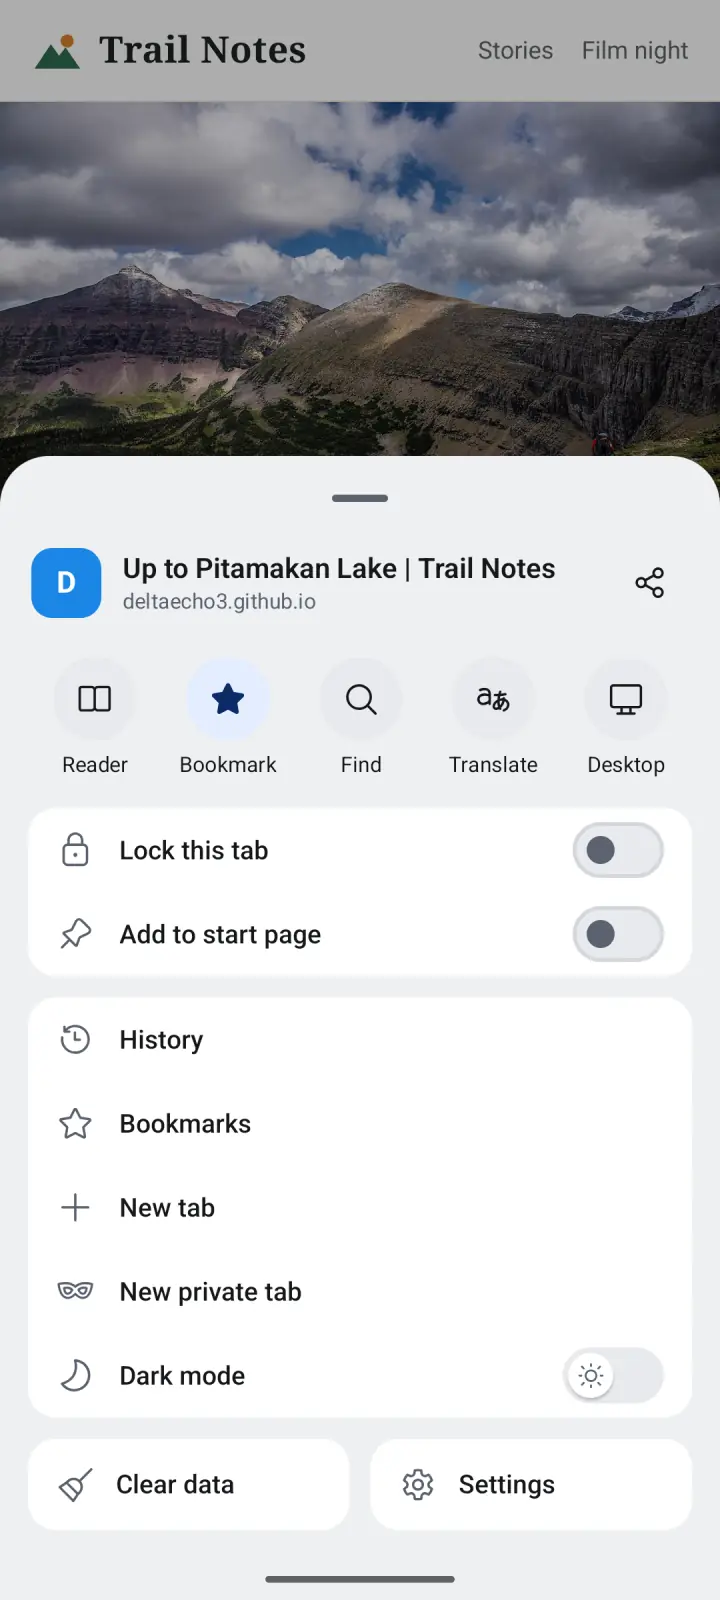 Trail Notes
Stories
Film night
D
Up to Pitamakan Lake | Trail Notes
deltaecho3.github.io
aあ
Reader
Bookmark
Find
Translate
Desktop
Lock this tab
Add to start page
History
Bookmarks
New tab
New private tab
Dark mode
Clear data
Settings